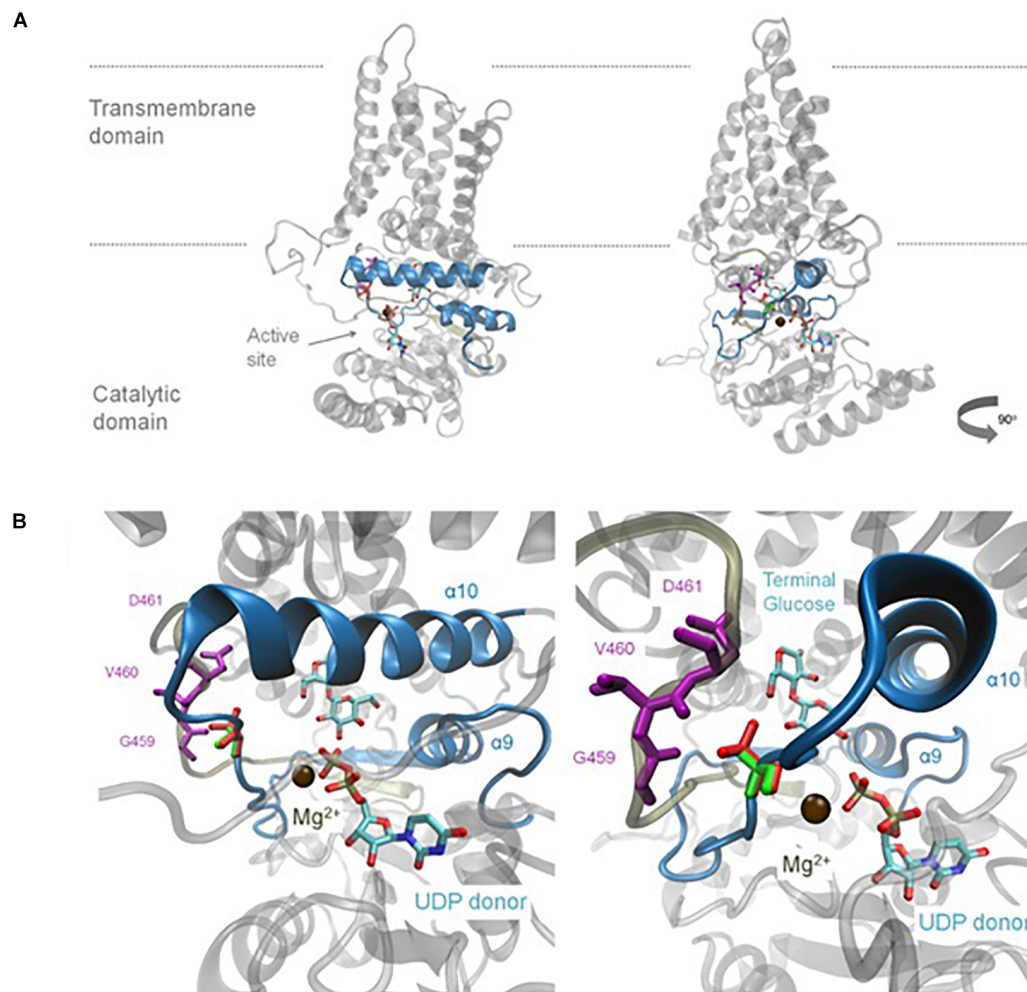 A
Transmembrane
domain
Active
site
Catalytic
domain
90°
B
D461
α10
V460
G459
α9
Mg²⁺
UDP donor
D461
Terminal
Glucose
V460
α10
G459
α9
Mg²⁺
UDP donor